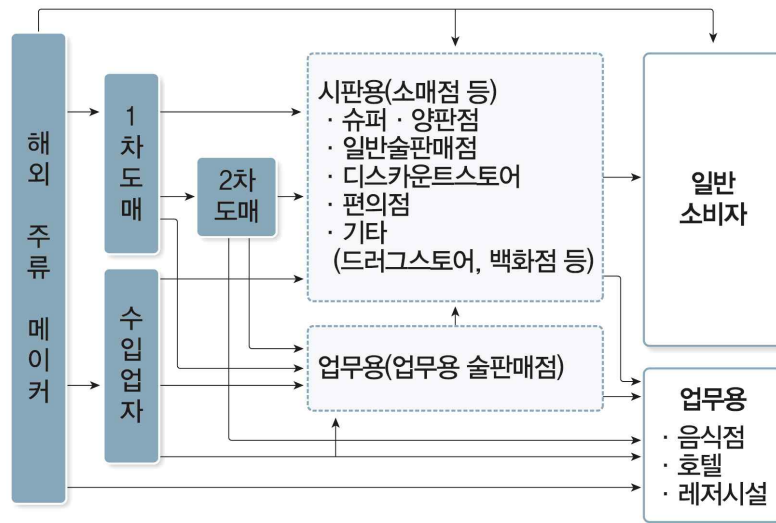 해외 주류 메이커
1차도매
수입업자
2차
도매
시판용(소매점 등)
· 슈퍼 · 양판점
· 일반술판매점
· 디스카운트스토어
· 편의점
· 기타
(드러그스토어, 백화점 등)
업무용(업무용 술판매점)
일반
소비자
업무용
· 음식점
· 호텔
· 레저시설